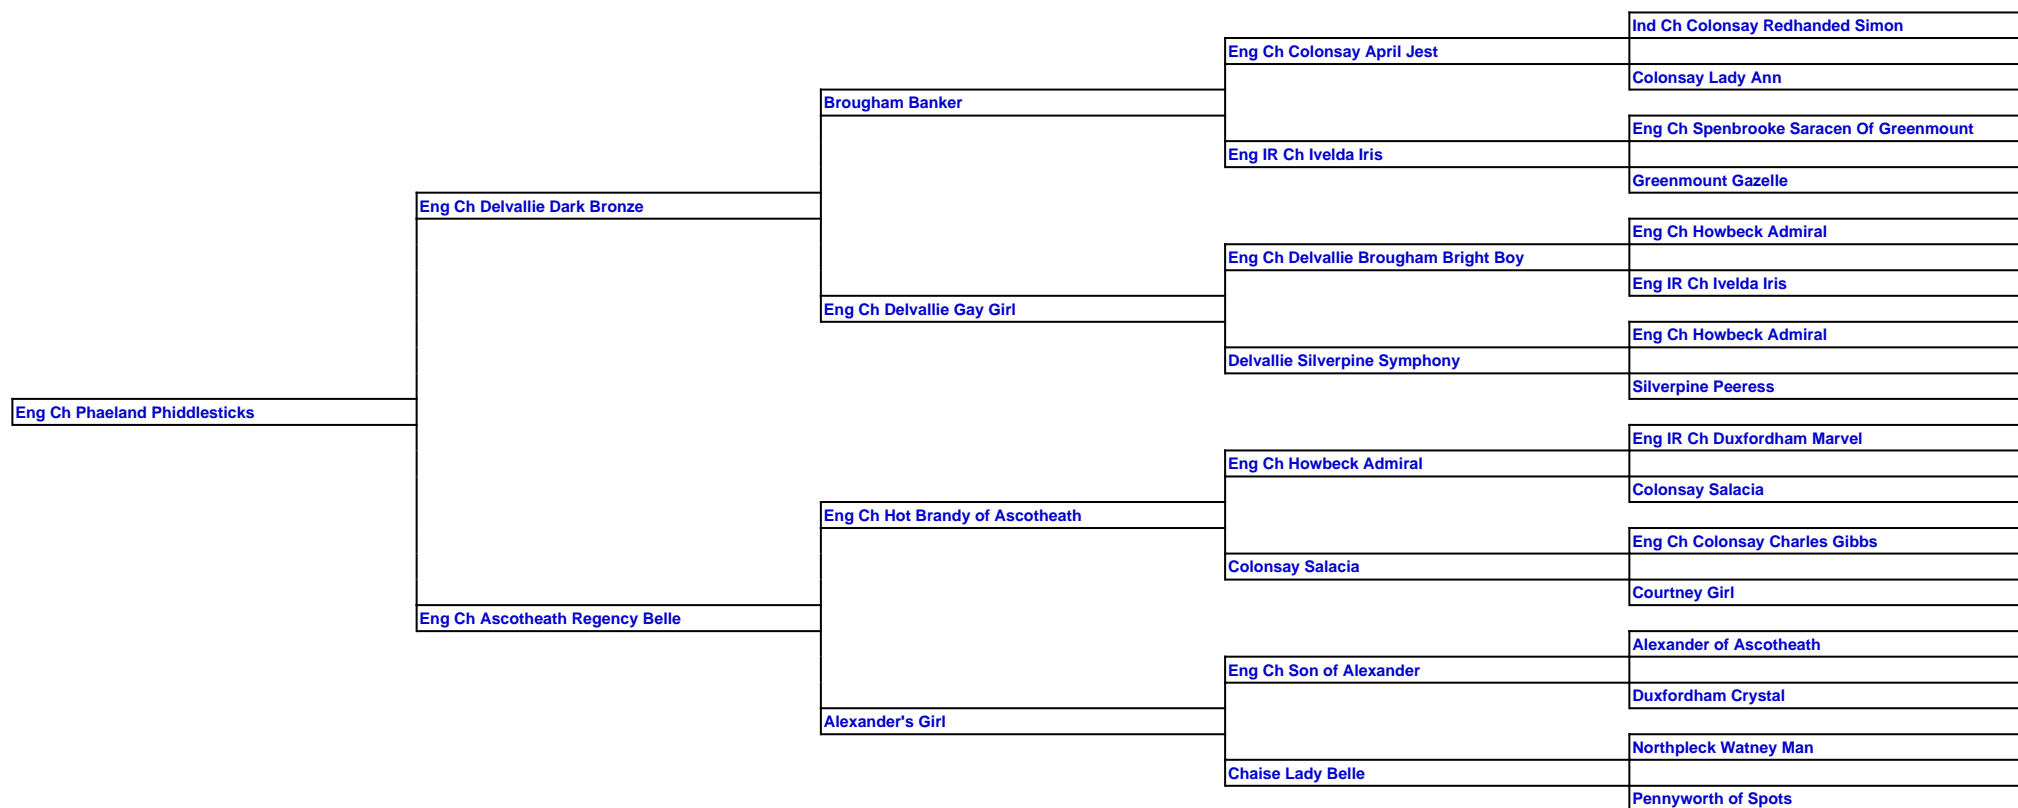 Ind Ch Colonsay Redhanded Simon
Eng Ch Colonsay April Jest
Colonsay Lady Ann
Brougham Banker
Eng Ch Spenbrooke Saracen Of Greenmount
Eng IR Ch Ivelda Iris
Greenmount Gazelle
Eng Ch Delvallie Dark Bronze
Eng Ch Howbeck Admiral
Eng Ch Delvallie Brougham Bright Boy
Eng IR Ch Ivelda Iris
Eng Ch Delvallie Gay Girl
Eng Ch Howbeck Admiral
Delvallie Silverpine Symphony
Silverpine Peeress
Eng Ch Phaeland Phiddlesticks
Eng IR Ch Duxfordham Marvel
Eng Ch Howbeck Admiral
Colonsay Salacia
Eng Ch Hot Brandy of Ascotheath
Eng Ch Colonsay Charles Gibbs
Colonsay Salacia
Courtney Girl
Eng Ch Ascotheath Regency Belle
Alexander of Ascotheath
Eng Ch Son of Alexander
Duxfordham Crystal
Alexander's Girl
Northpleck Watney Man
Chaise Lady Belle
Pennyworth of Spots